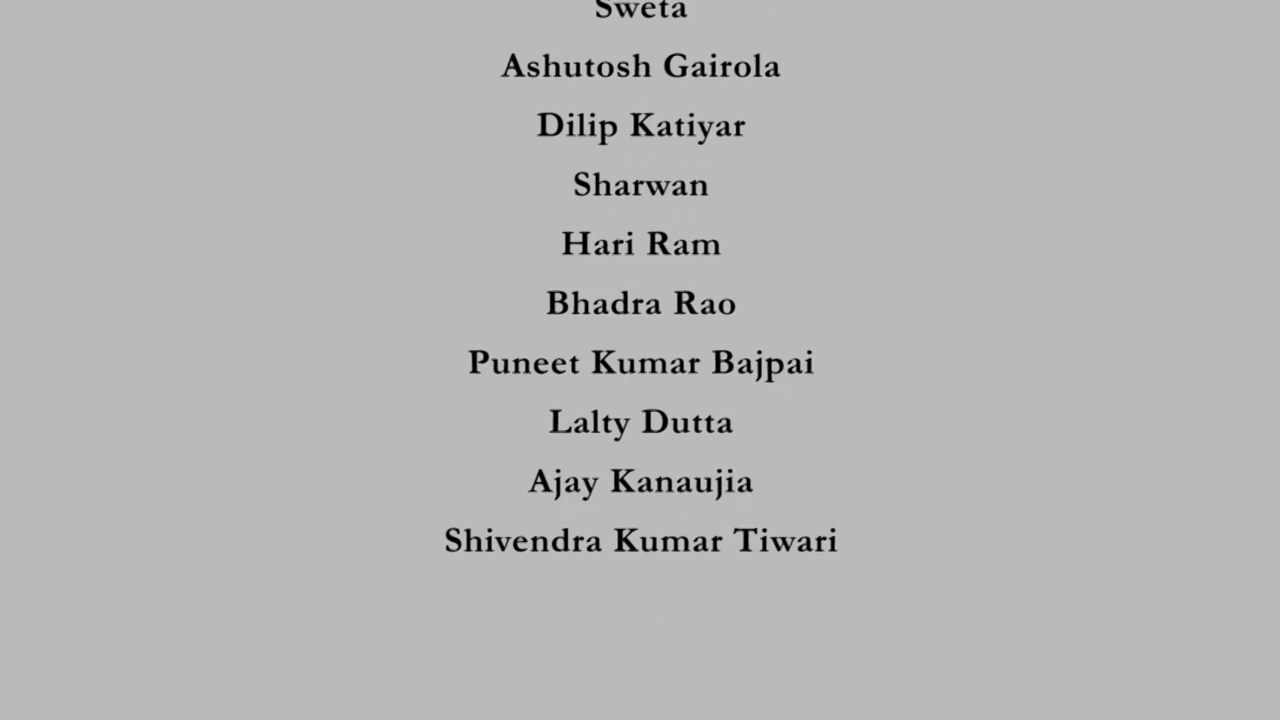 Sweta
Ashutosh Gairola
Dilip Katiyar
Sharwan
Hari Ram
Bhadra Rao
Puneet Kumar Bajpai
Lalty Dutta
Ajay Kanaujia
Shivendra Kumar Tiwari